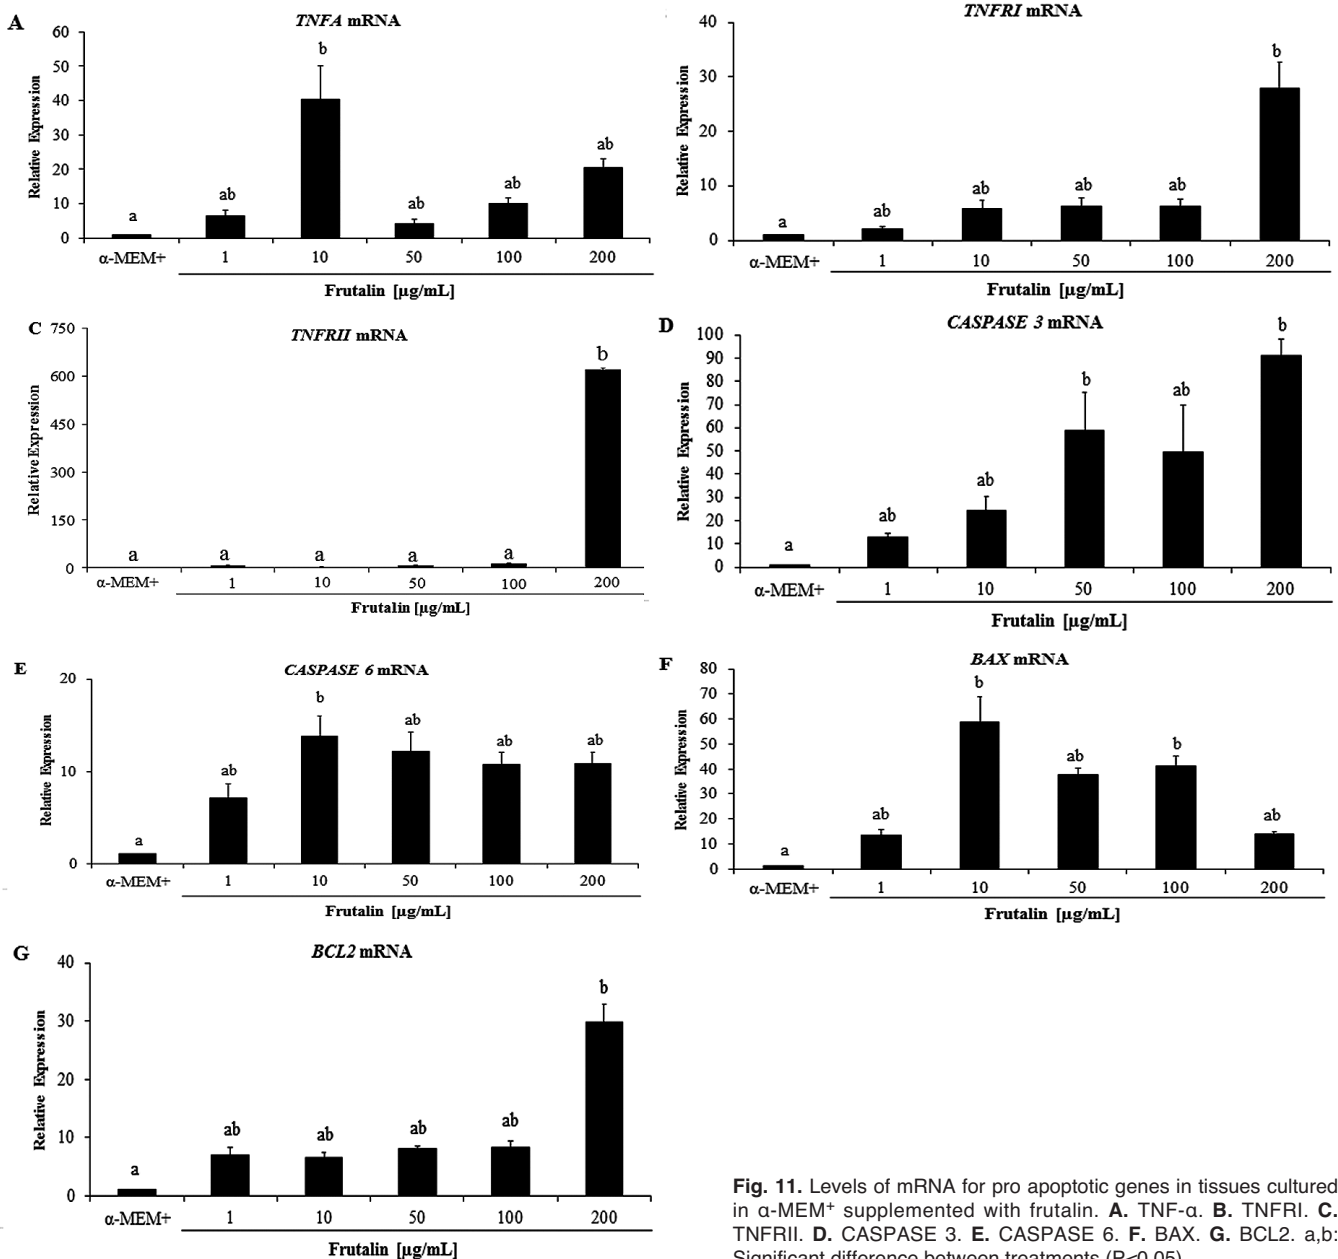 A
TNFA mRNA
Relative Expression
60
50
40
30
20
10
0
a
ab
b
ab
ab
ab
α-MEM+ 1 10 50 100 200
Frutalin [µg/mL]
TNFRI mRNA
Relative Expression
40
30
20
10
0
a
ab
ab
ab
ab
b
α-MEM+ 1 10 50 100 200
Frutalin [µg/mL]
C
TNFRII mRNA
Relative Expression
750
600
450
300
150
0
a
a
a
a
a
b
α-MEM+ 1 10 50 100 200
Frutalin [µg/mL]
D
CASPASE 3 mRNA
Relative Expression
100
90
80
70
60
50
40
30
20
10
0
a
ab
ab
b
ab
b
α-MEM+ 1 10 50 100 200
Frutalin [µg/mL]
E
CASPASE 6 mRNA
Relative Expression
20
10
0
a
ab
b
ab
ab
ab
α-MEM+ 1 10 50 100 200
Frutalin [µg/mL]
F
BAX mRNA
Relative Expression
80
70
60
50
40
30
20
10
0
a
ab
b
ab
b
ab
α-MEM+ 1 10 50 100 200
Frutalin [µg/mL]
G
BCL2 mRNA
Relative Expression
40
30
20
10
0
a
ab
ab
ab
ab
b
α-MEM+ 1 10 50 100 200
Frutalin [µg/mL]
Fig. 11. Levels of mRNA for pro apoptotic genes in tissues cultured
in α-MEM⁺ supplemented with frutalin. A. TNF-α. B. TNFRI. C.
TNFRII. D. CASPASE 3. E. CASPASE 6. F. BAX. G. BCL2. a,b:
Significant difference between treatments (P<0.05)